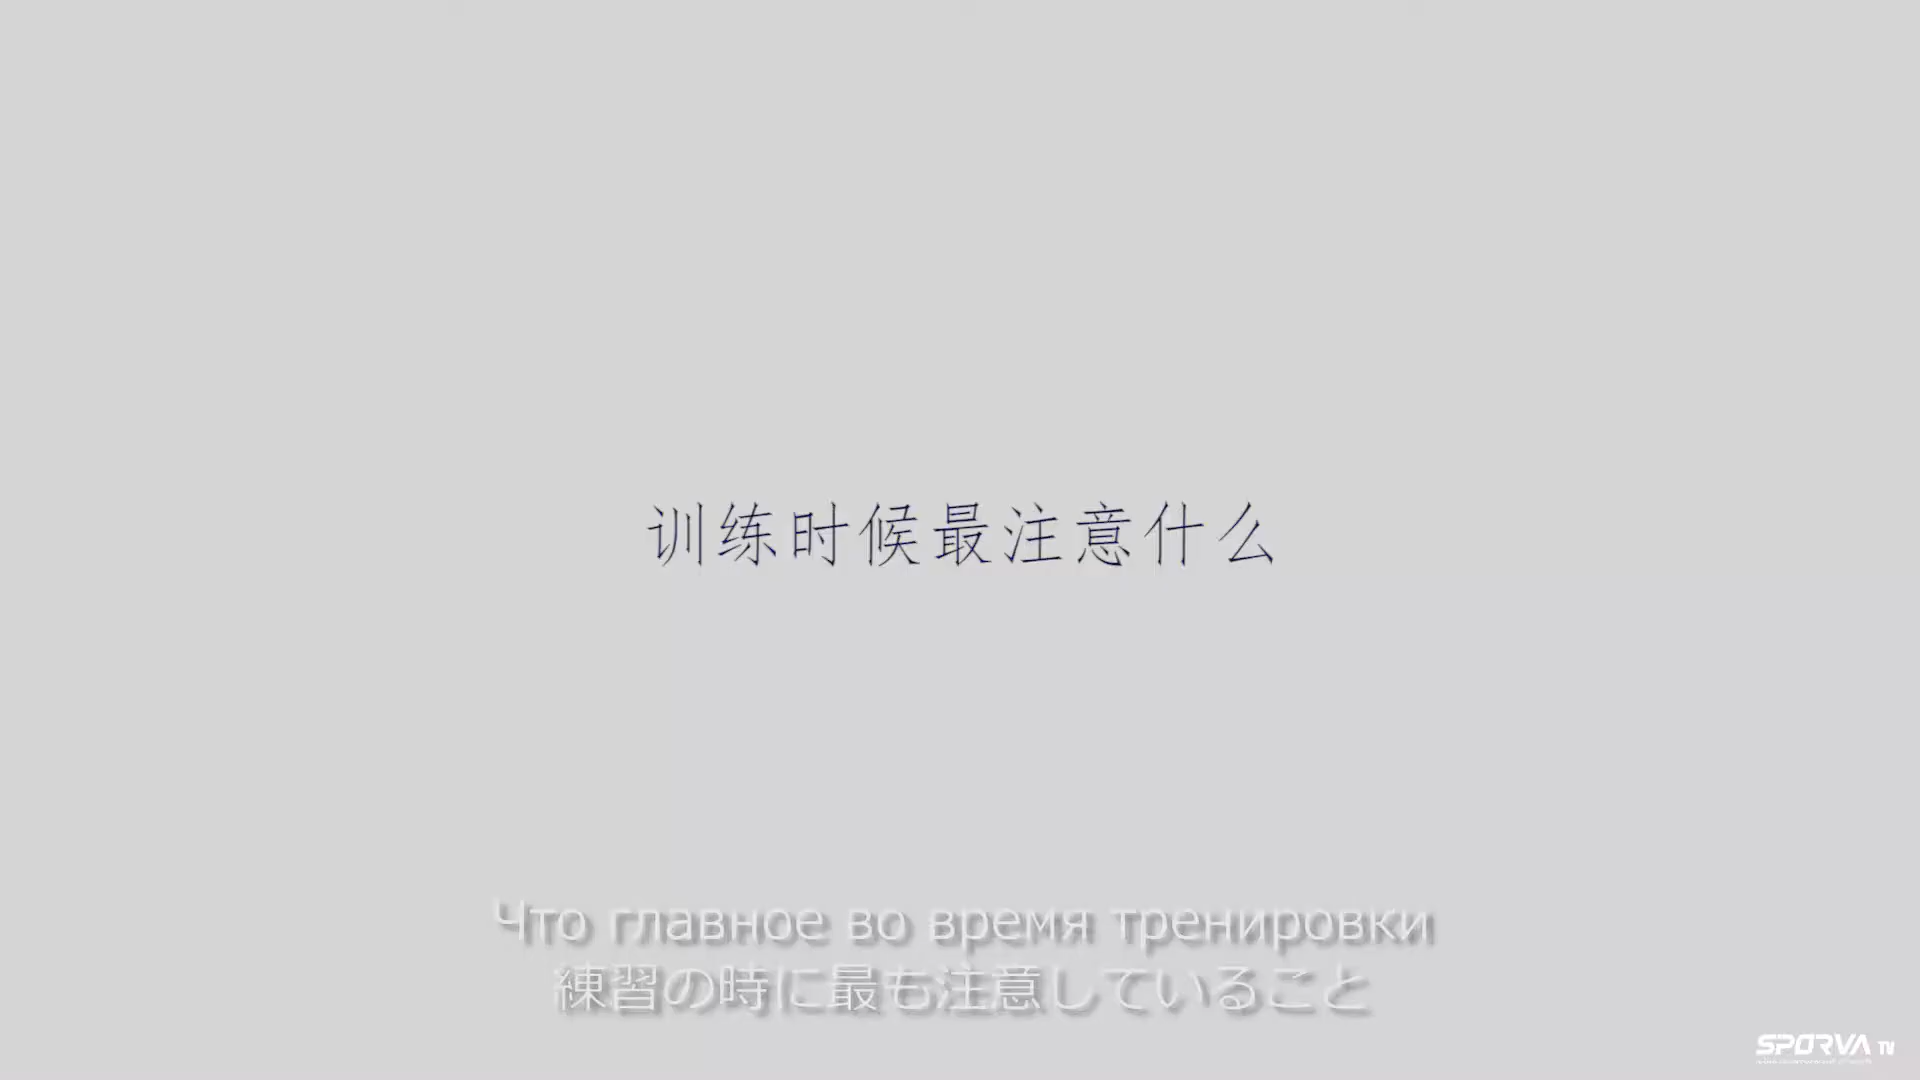 训练时候最注意什么
Что главное во время тренировки
練習の時に最も注意していること
SPORVA TV